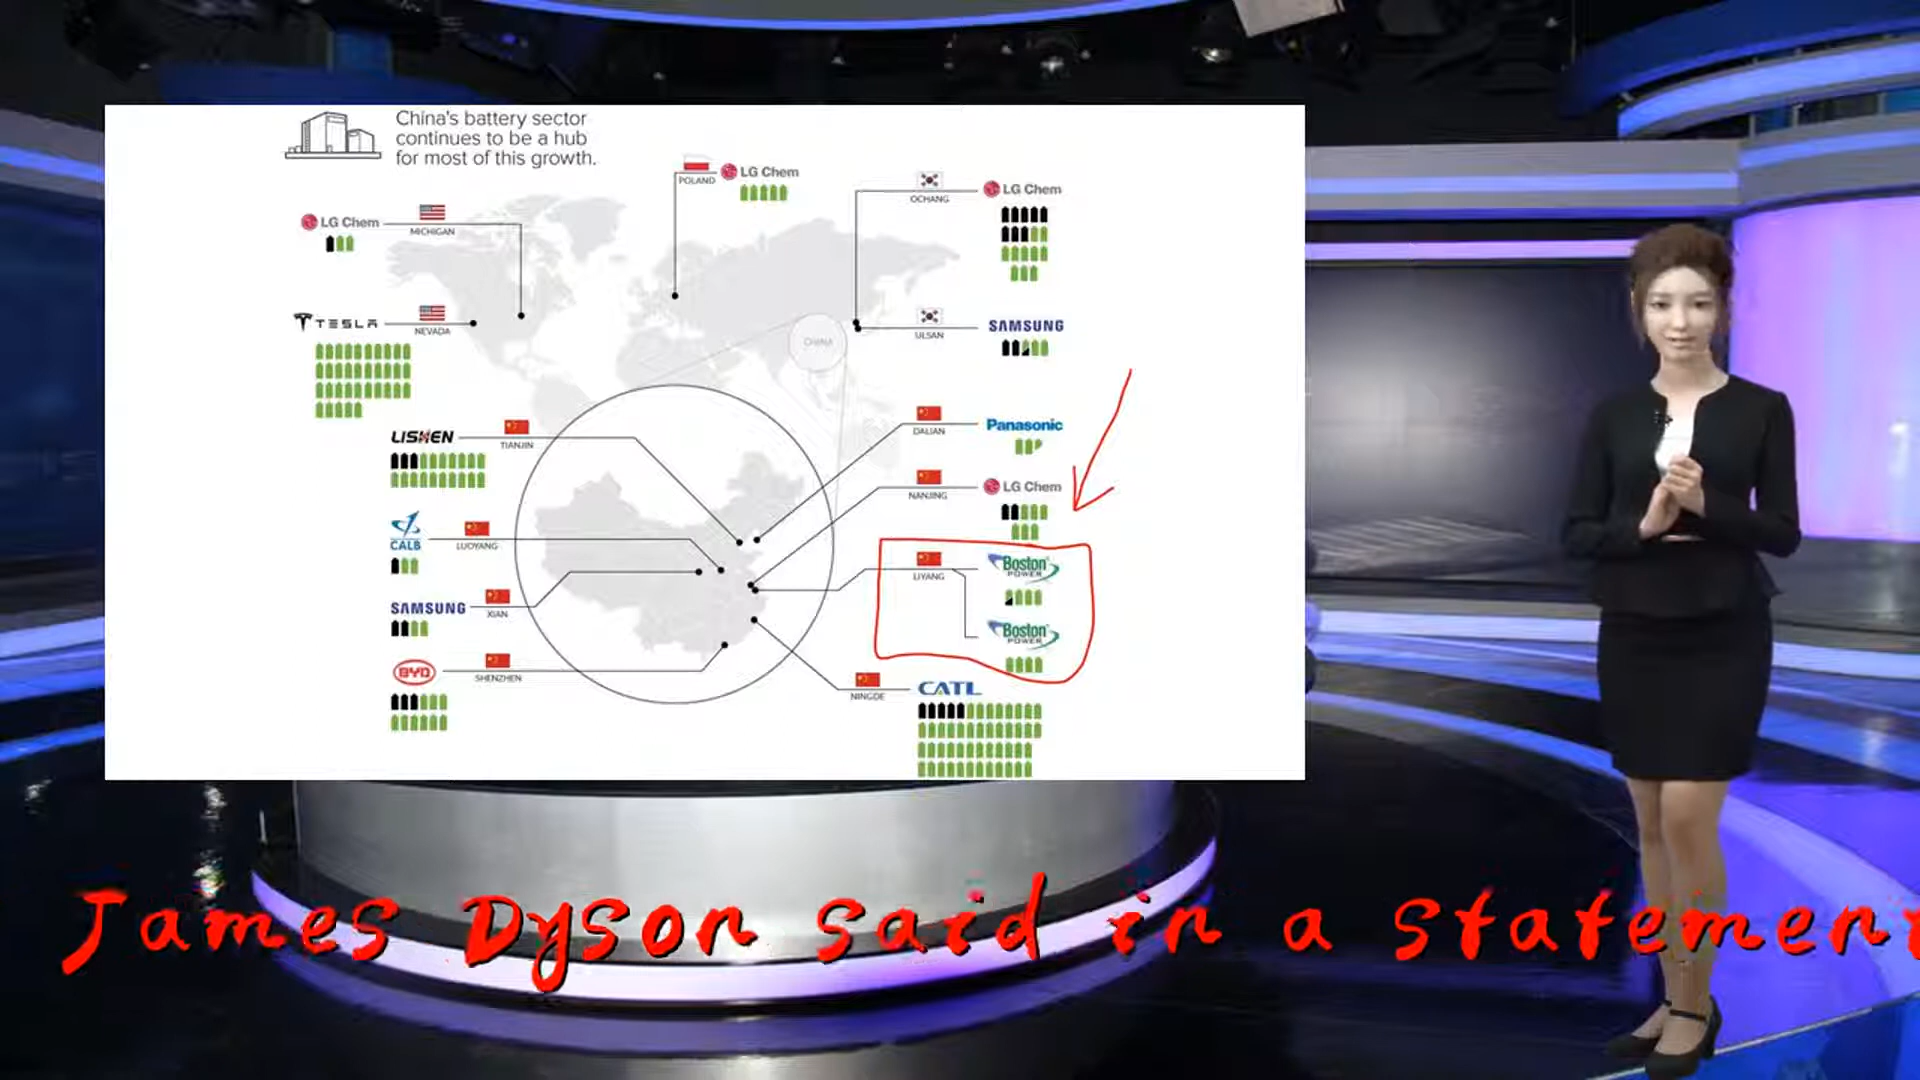 China's battery sector
continues to be a hub
for most of this growth.
POLAND
LG Chem
OCHANG
LG Chem
LG Chem
MICHIGAN
TESLA
NEVADA
ULSAN
SAMSUNG
CHINA
LISHEN
TIANJIN
DALIAN
Panasonic
NANJING
LG Chem
CALB
LUOYANG
LIYANG
Boston
POWER
SAMSUNG
XIAN
Boston
POWER
BYD
SHENZHEN
NINGDE
CATL
James Dyson said in a statement